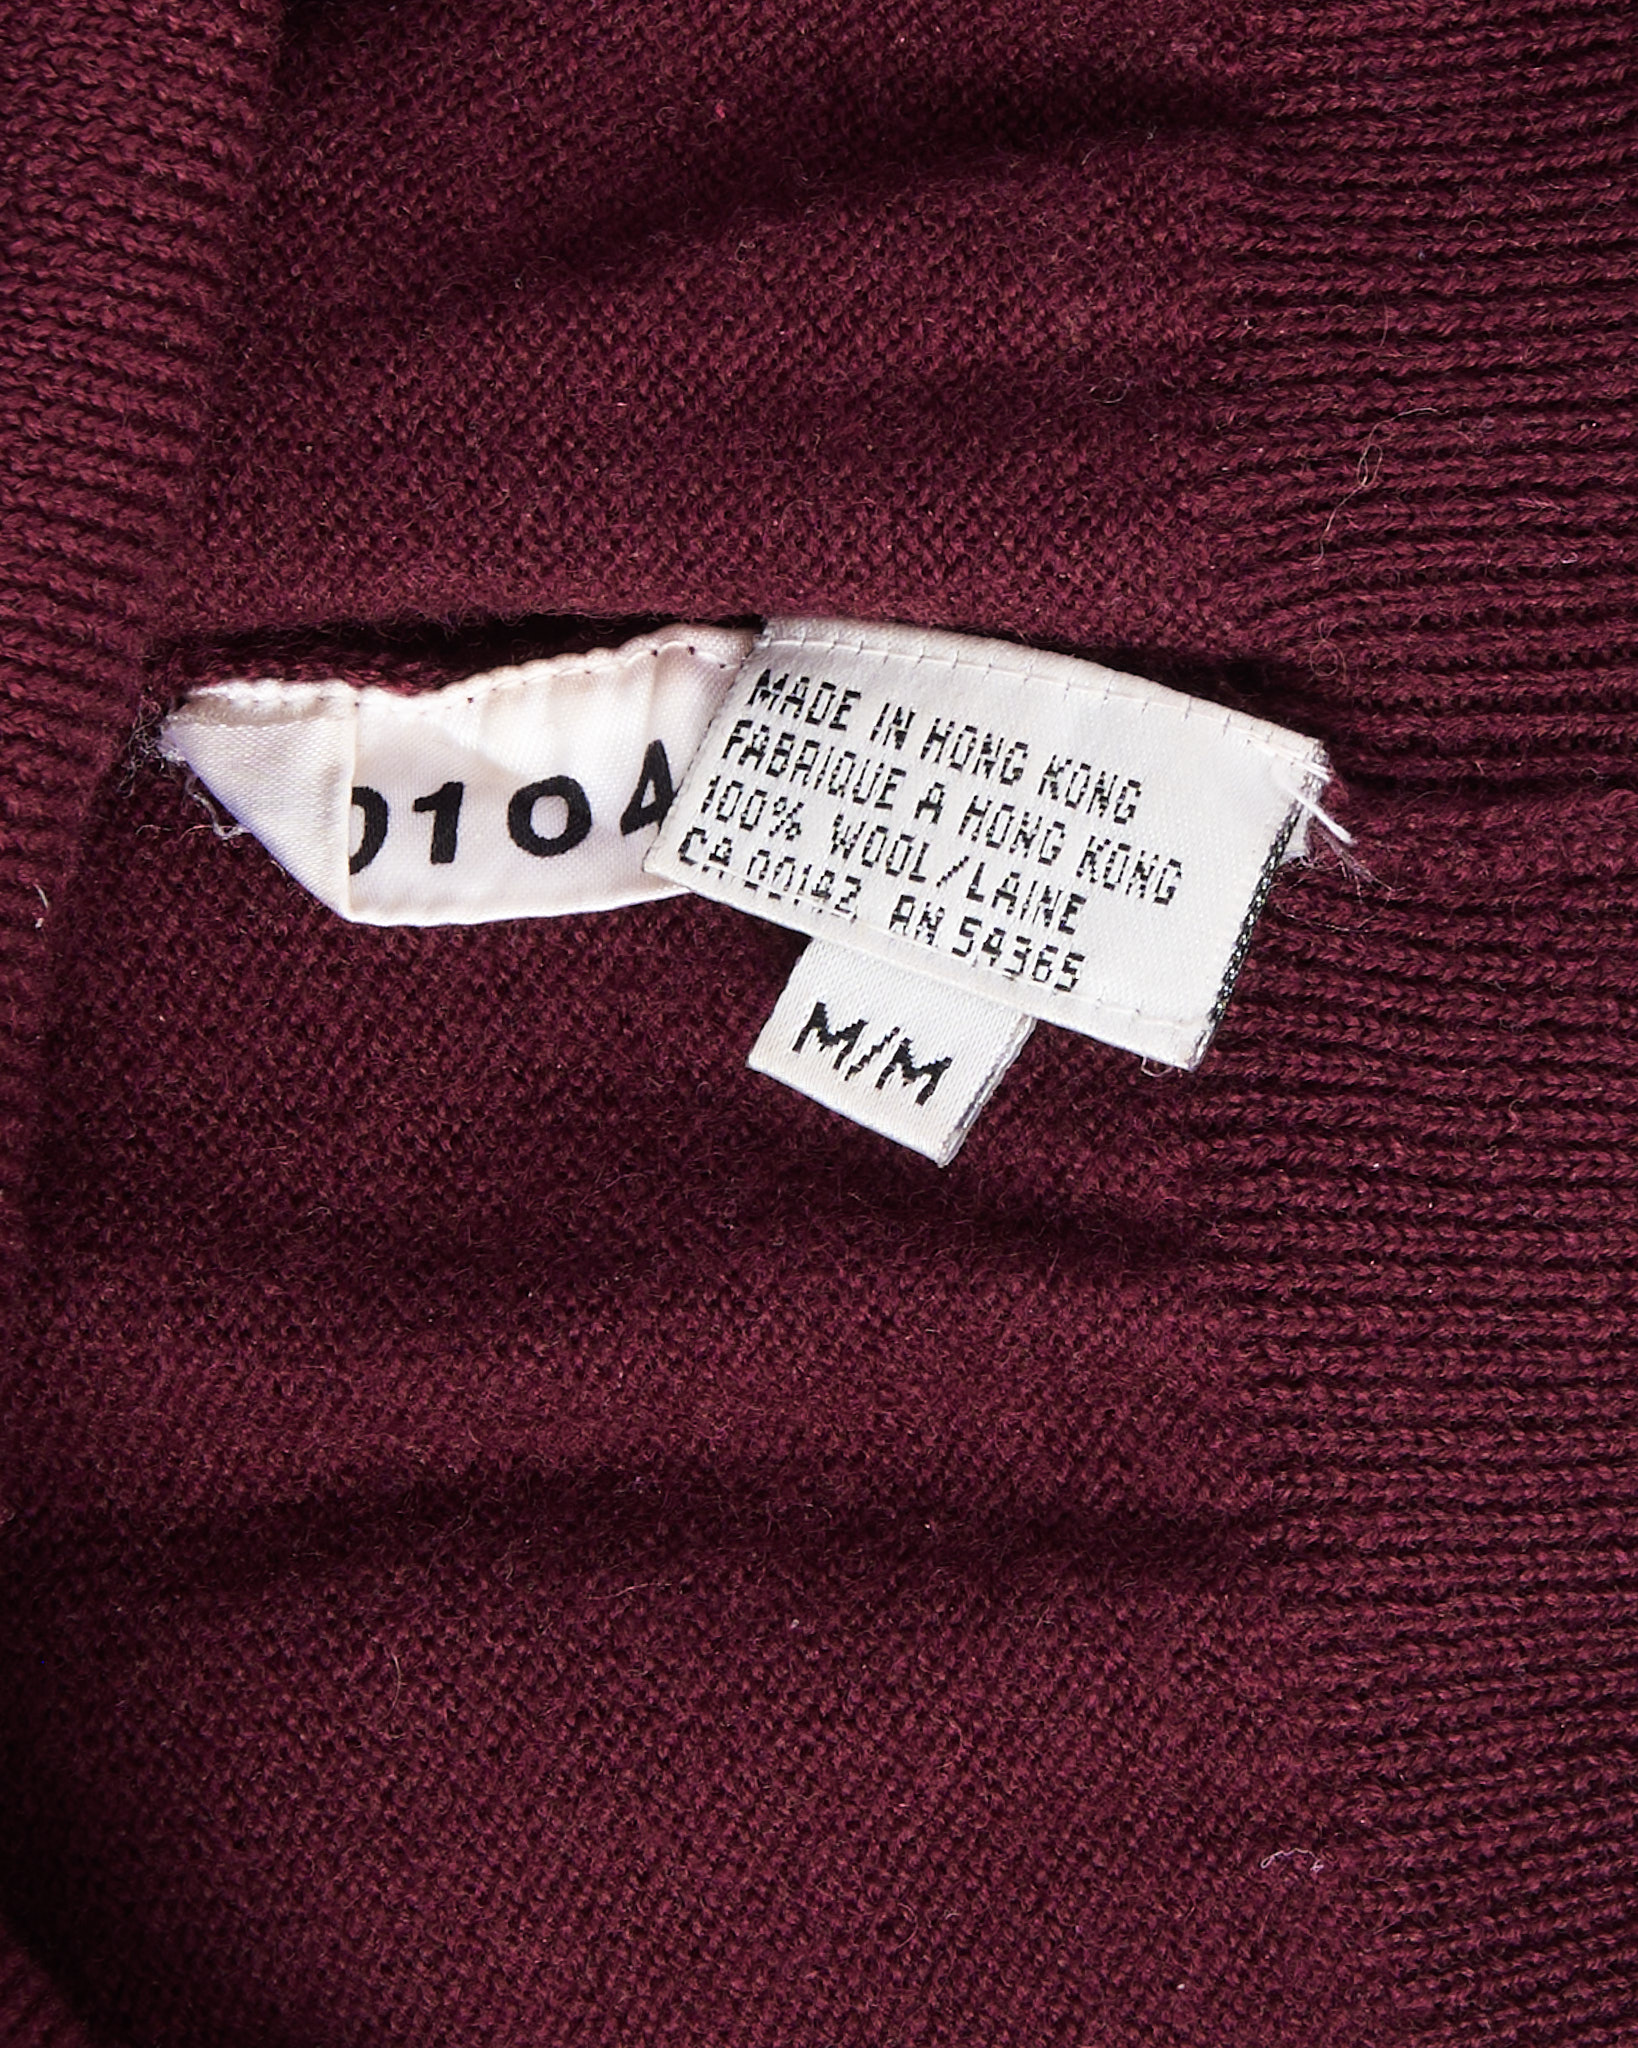 0104
MADE IN HONG KONG
FABRIQUE A HONG KONG
100% WOOL/LAINE
CA 00142 RN 54365
M/M